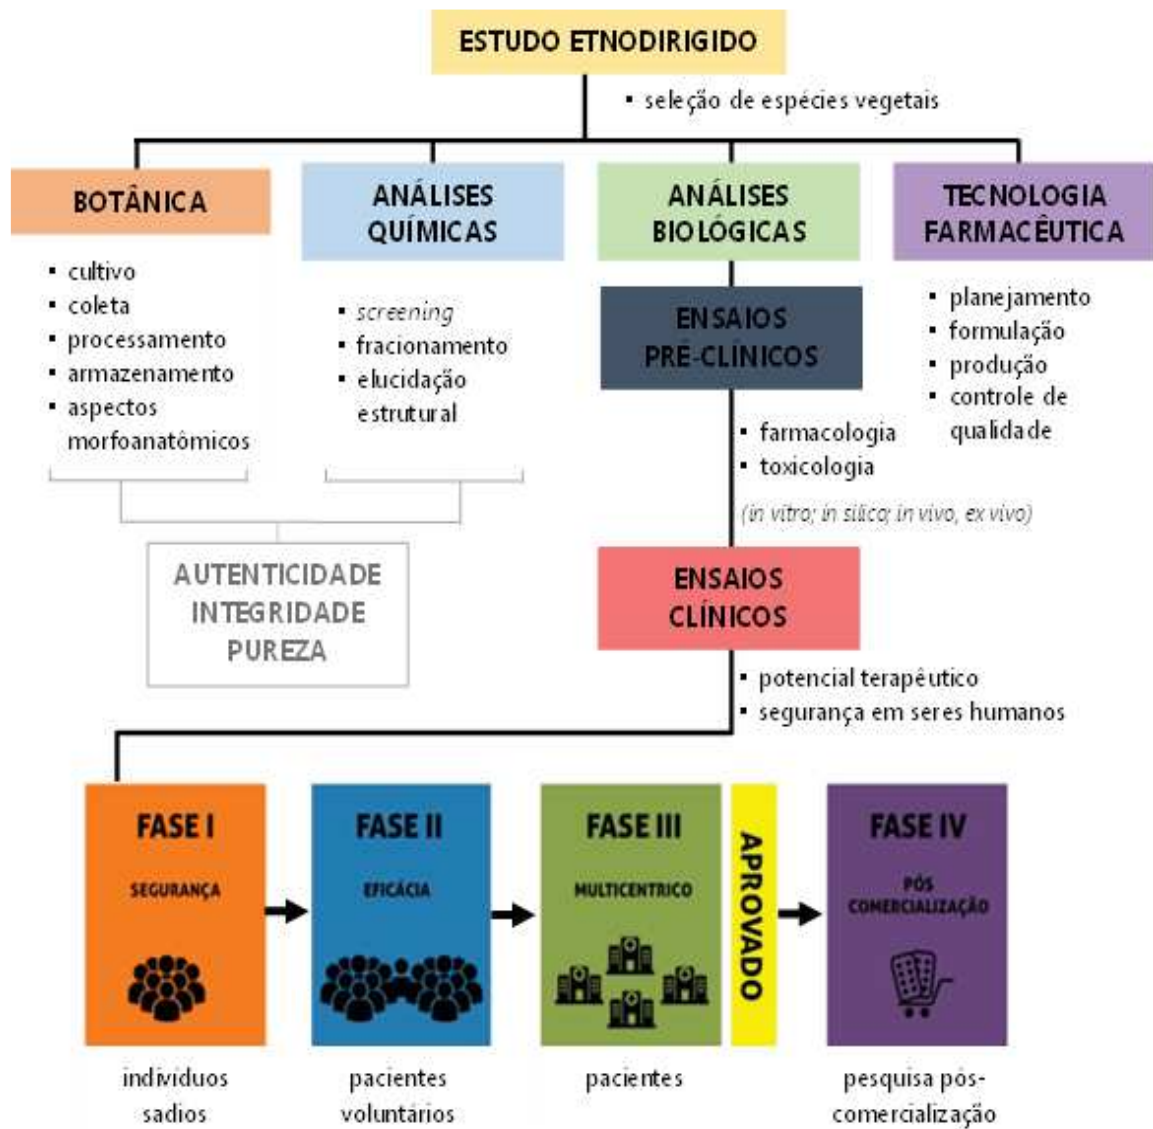 ESTUDO ETNODIRIGIDO
▪ seleção de espécies vegetais
BOTÂNICA
▪ cultivo
▪ coleta
▪ processamento
▪ armazenamento
▪ aspectos
morfoanatômicos
ANÁLISES
QUÍMICAS
▪ screening
▪ fracionamento
▪ elucidação
estrutural
AUTENTICIDADE
INTEGRIDADE
PUREZA
ANÁLISES
BIOLÓGICAS
ENSAIOS
PRÉ-CLÍNICOS
▪ farmacologia
▪ toxicologia
(in vitro; in silico; in vivo, ex vivo)
ENSAIOS
CLÍNICOS
▪ potencial terapêutico
▪ segurança em seres humanos
TECNOLOGIA
FARMACÊUTICA
▪ planejamento
▪ formulação
▪ produção
▪ controle de
qualidade
FASE I
SEGURANÇA
indivíduos
sadios
FASE II
EFICÁCIA
pacientes
voluntários
FASE III
MULTICENTRICO
pacientes
APROVADO
FASE IV
PÓS
COMERCIALIZAÇÃO
pesquisa pós-
comercialização